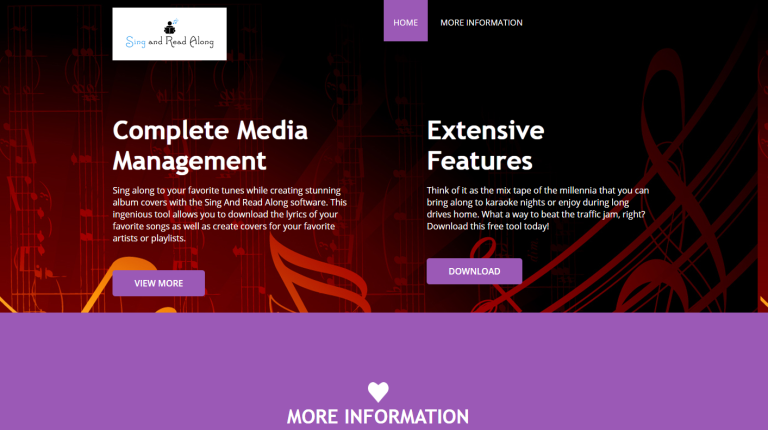 Sing and Read Along
HOME
MORE INFORMATION
Complete Media
Management
Sing along to your favorite tunes while creating stunning
album covers with the Sing And Read Along software. This
ingenious tool allows you to download the lyrics of your
favorite songs as well as create covers for your favorite
artists or playlists.
VIEW MORE
Extensive
Features
Think of it as the mix tape of the millennia that you can
bring along to karaoke nights or enjoy during long
drives home. What a way to beat the traffic jam, right?
Download this free tool today!
DOWNLOAD
MORE INFORMATION